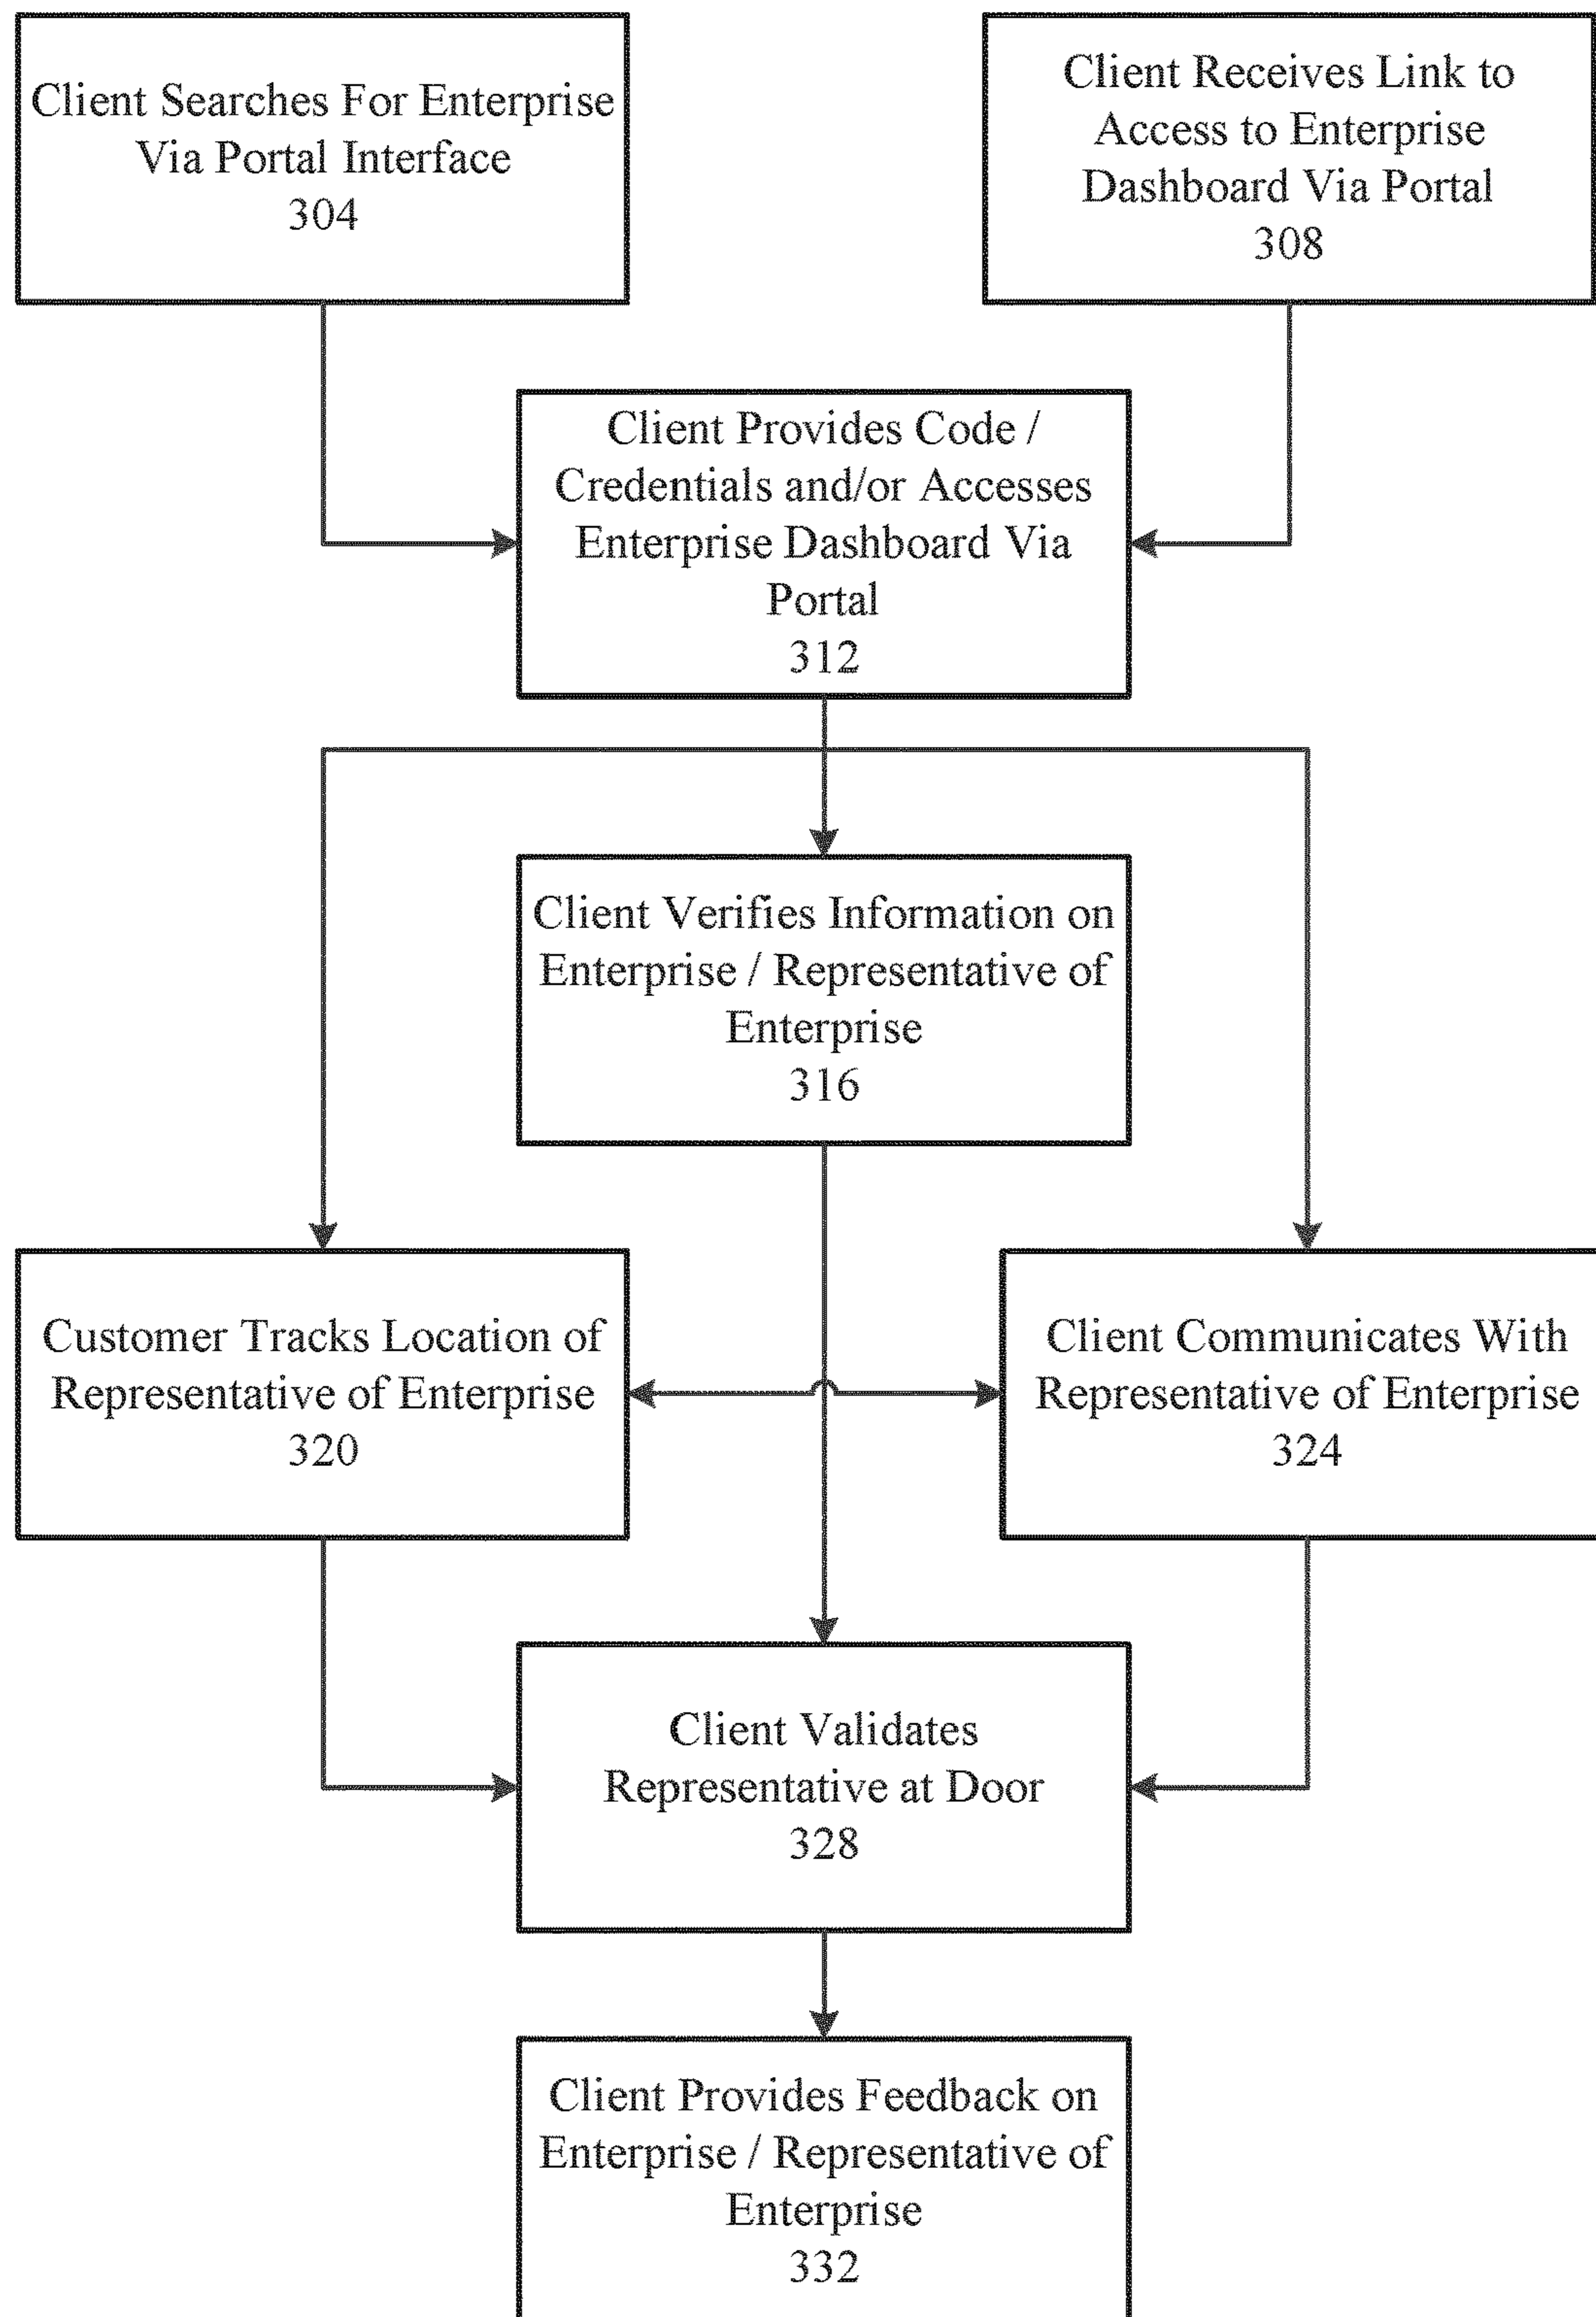 Client Searches For Enterprise
Via Portal Interface
304
Client Receives Link to
Access to Enterprise
Dashboard Via Portal
308
Client Provides Code /
Credentials and/or Accesses
Enterprise Dashboard Via
Portal
312
Client Verifies Information on
Enterprise / Representative of
Enterprise
316
Customer Tracks Location of
Representative of Enterprise
320
Client Communicates With
Representative of Enterprise
324
Client Validates
Representative at Door
328
Client Provides Feedback on
Enterprise / Representative of
Enterprise
332